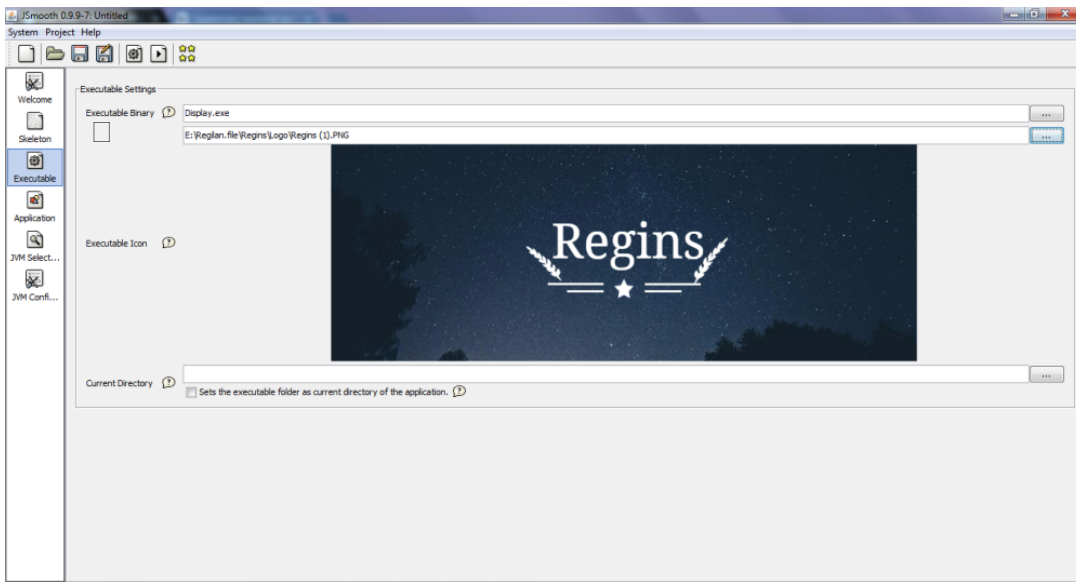 JSmooth 0.9.9-7: Untitled
System Project Help
Welcome
Skeleton
Executable
Application
JVM Select...
JVM Confi...
Executable Settings
Executable Binary
Display.exe
...
E:\Regilan.file\Regins\Logo\Regins (1).PNG
...
Executable Icon
Regins
Current Directory
...
Sets the executable folder as current directory of the application.